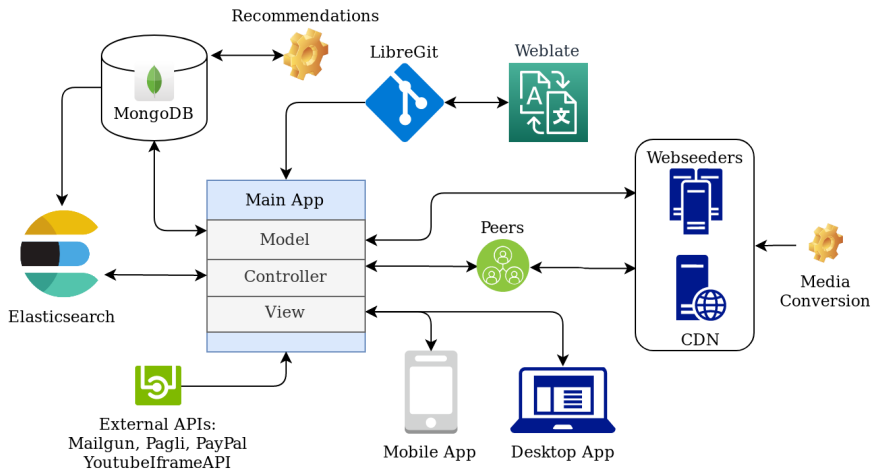 Recommendations
LibreGit
Weblate
A
文
MongoDB
Webseeders
Main App
Peers
Model
Controller
View
Media
Conversion
Elasticsearch
CDN
External APIs:
Mailgun, Pagli, PayPal
YoutubeIframeAPI
Mobile App
Desktop App